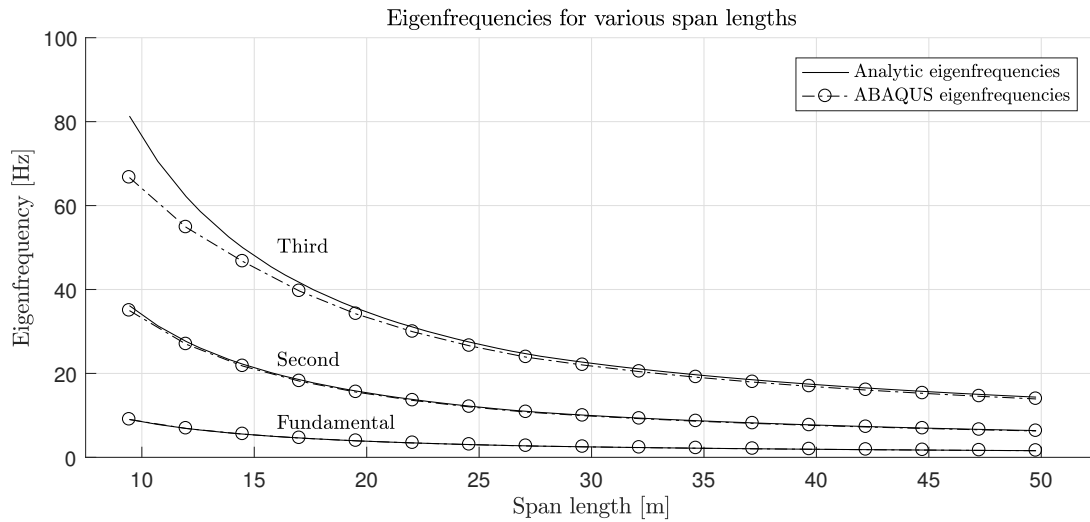 Eigenfrequencies for various span lengths
100
80
60
40
20
0
Eigenfrequency [Hz]
Analytic eigenfrequencies
ABAQUS eigenfrequencies
Third
Second
Fundamental
10 15 20 25 30 35 40 45 50
Span length [m]